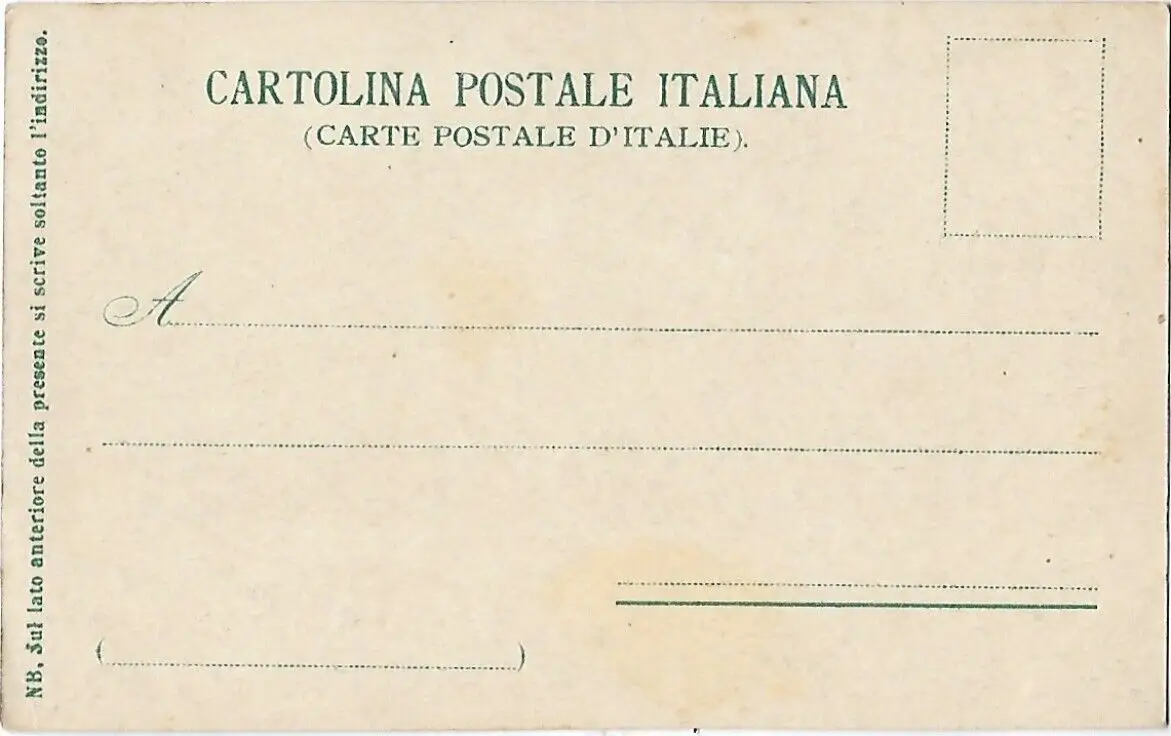 CARTOLINA POSTALE ITALIANA
(CARTE POSTALE D'ITALIE).
A
( )
NB. Sul lato anteriore della presente si scrive soltanto l'indirizzo.